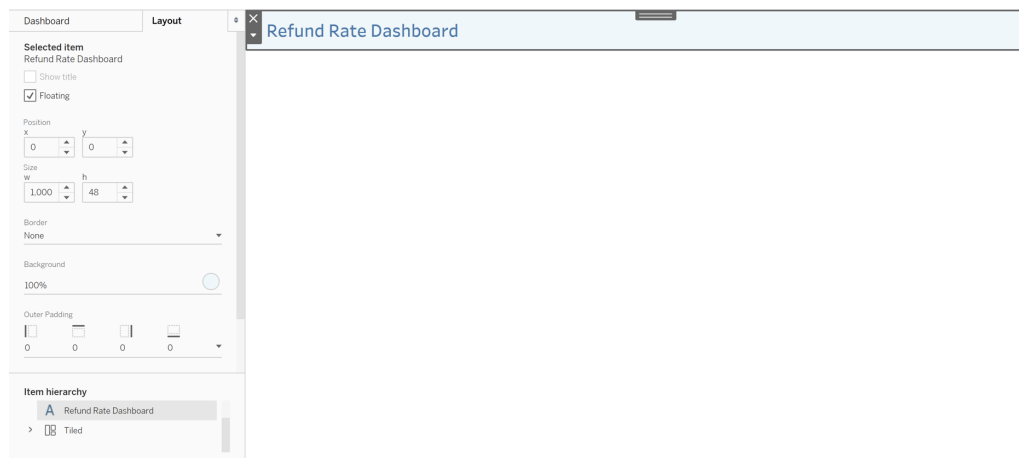 Dashboard Layout
Selected item
Refund Rate Dashboard
Show title
Floating
Position
x y
0 0
Size
w h
1,000 48
Border
None
Background
100%
Outer Padding
0 0 0 0
Item hierarchy
A Refund Rate Dashboard
Tiled
Refund Rate Dashboard